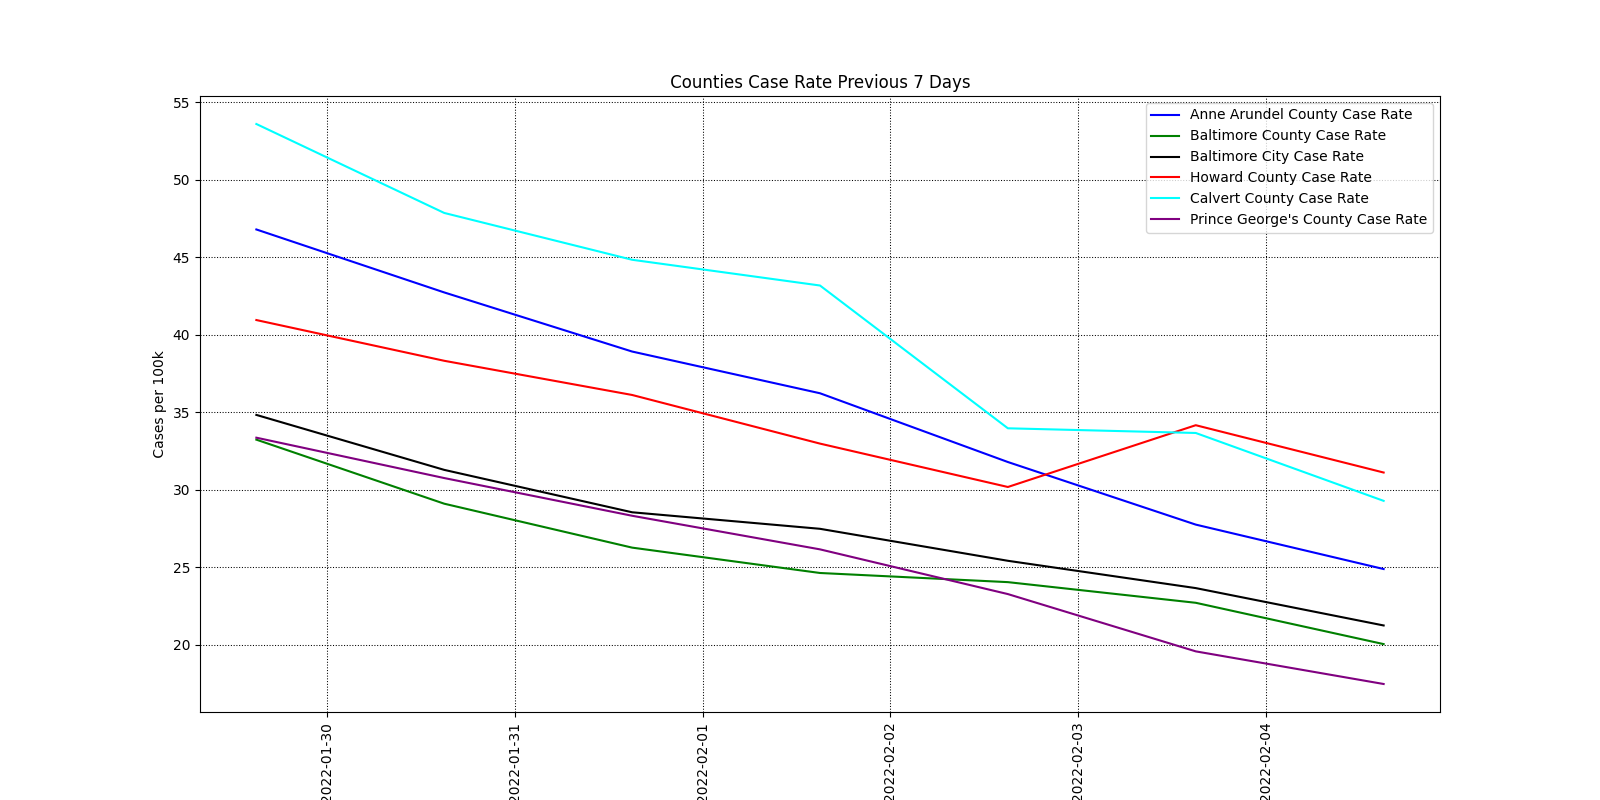 Counties Case Rate Previous 7 Days
Cases per 100k
55
50
45
40
35
30
25
20
Anne Arundel County Case Rate
Baltimore County Case Rate
Baltimore City Case Rate
Howard County Case Rate
Calvert County Case Rate
Prince George's County Case Rate
2022-01-30
2022-01-31
2022-02-01
2022-02-02
2022-02-03
2022-02-04